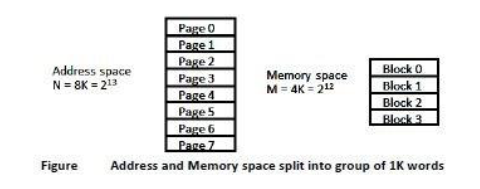 Page 0
Page 1
Page 2
Page 3
Page 4
Page 5
Page 6
Page 7
Address space
N = 8K = 2¹³
Memory space
M = 4K = 2¹²
Block 0
Block 1
Block 2
Block 3
Figure Address and Memory space split into group of 1K words